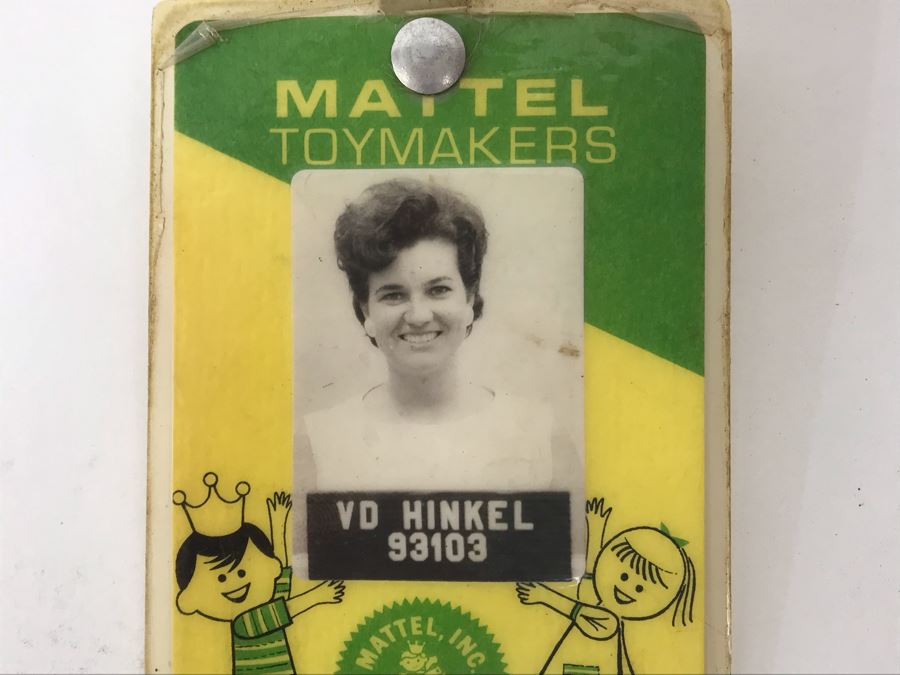 MATTEL
TOYMAKERS
VD HINKEL
93103
MATTEL, INC.